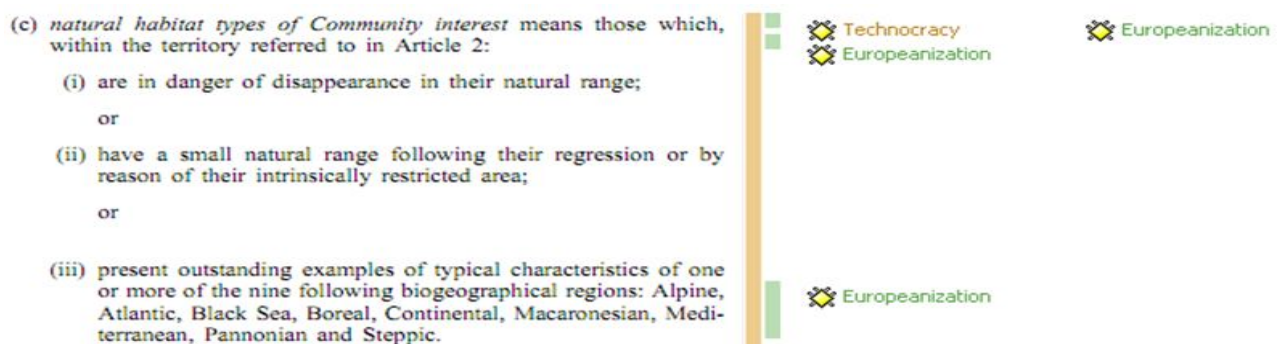 (c) natural habitat types of Community interest means those which,
within the territory referred to in Article 2:
(i) are in danger of disappearance in their natural range;
or
(ii) have a small natural range following their regression or by
reason of their intrinsically restricted area;
or
(iii) present outstanding examples of typical characteristics of one
or more of the nine following biogeographical regions: Alpine,
Atlantic, Black Sea, Boreal, Continental, Macaronesian, Medi-
terranean, Pannonian and Steppic.
Technocracy
Europeanization
Europeanization
Europeanization